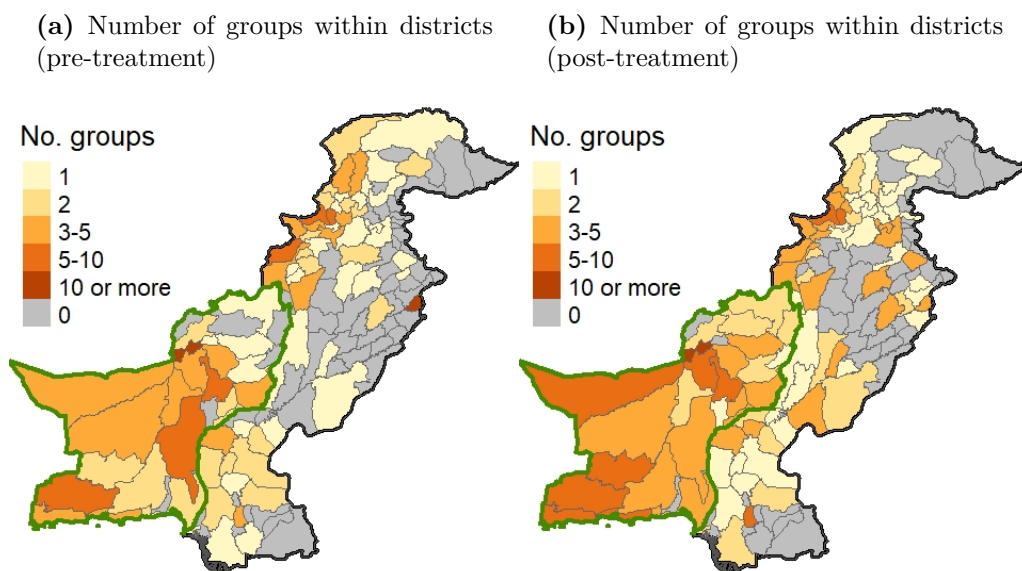 (a) Number of groups within districts
(pre-treatment)
(b) Number of groups within districts
(post-treatment)
No. groups
1
2
3-5
5-10
10 or more
0
No. groups
1
2
3-5
5-10
10 or more
0